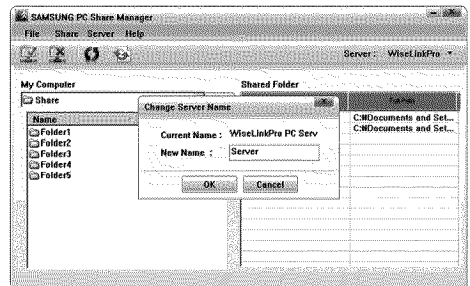 SAMSUNG PC Share Manager
File Share Server Help
Server : WiseLinkPro
My Computer
Shared Folder
Share
Name
Folder1
Folder2
Folder3
Folder4
Folder5
C:₩Documents and Set...
C:₩Documents and Set...
Change Server Name
Current Name : WiseLinkPro PC Serv
New Name : Server
OK Cancel